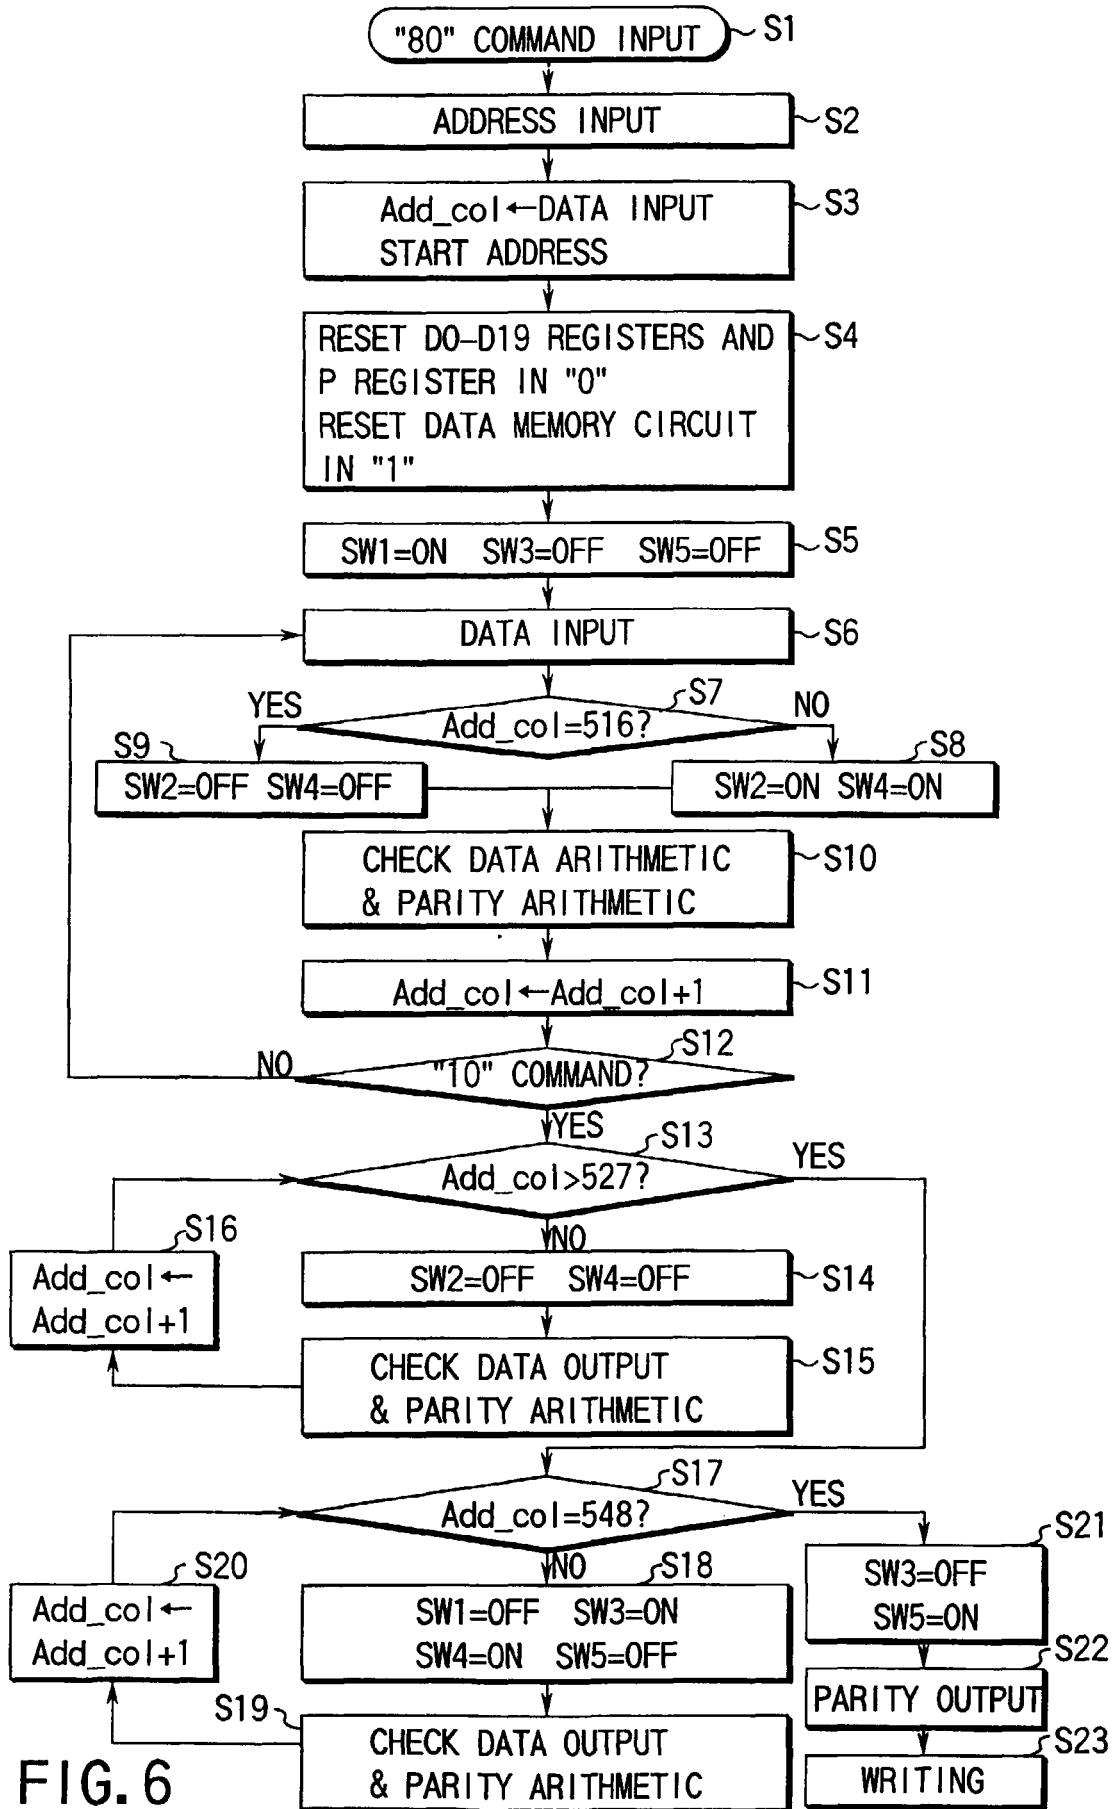 "80" COMMAND INPUT
S1
ADDRESS INPUT
S2
Add_col←DATA INPUT
START ADDRESS
S3
RESET D0-D19 REGISTERS AND
P REGISTER IN "0"
RESET DATA MEMORY CIRCUIT
IN "1"
S4
SW1=ON SW3=OFF SW5=OFF
S5
DATA INPUT
S6
S7
YES
Add_col=516?
NO
S9
SW2=OFF SW4=OFF
S8
SW2=ON SW4=ON
CHECK DATA ARITHMETIC
& PARITY ARITHMETIC
S10
Add_col←Add_col+1
S11
S12
NO
"10" COMMAND?
YES
S13
Add_col>527?
YES
NO
S16
Add_col←
Add_col+1
SW2=OFF SW4=OFF
S14
CHECK DATA OUTPUT
& PARITY ARITHMETIC
S15
S17
Add_col=548?
YES
NO
S20
Add_col←
Add_col+1
S18
SW1=OFF SW3=ON
SW4=ON SW5=OFF
S21
SW3=OFF
SW5=ON
S22
PARITY OUTPUT
S19
CHECK DATA OUTPUT
& PARITY ARITHMETIC
S23
WRITING
FIG. 6